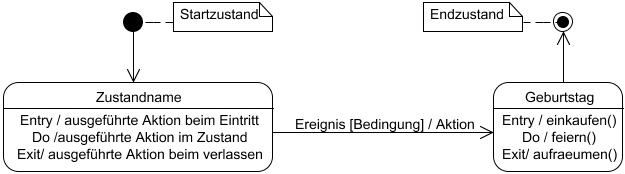 Startzustand
Endzustand
Zustandname
Entry / ausgeführte Aktion beim Eintritt
Do /ausgeführte Aktion im Zustand
Exit/ ausgeführte Aktion beim verlassen
Ereignis [Bedingung] / Aktion
Geburtstag
Entry / einkaufen()
Do / feiern()
Exit/ aufraeumen()